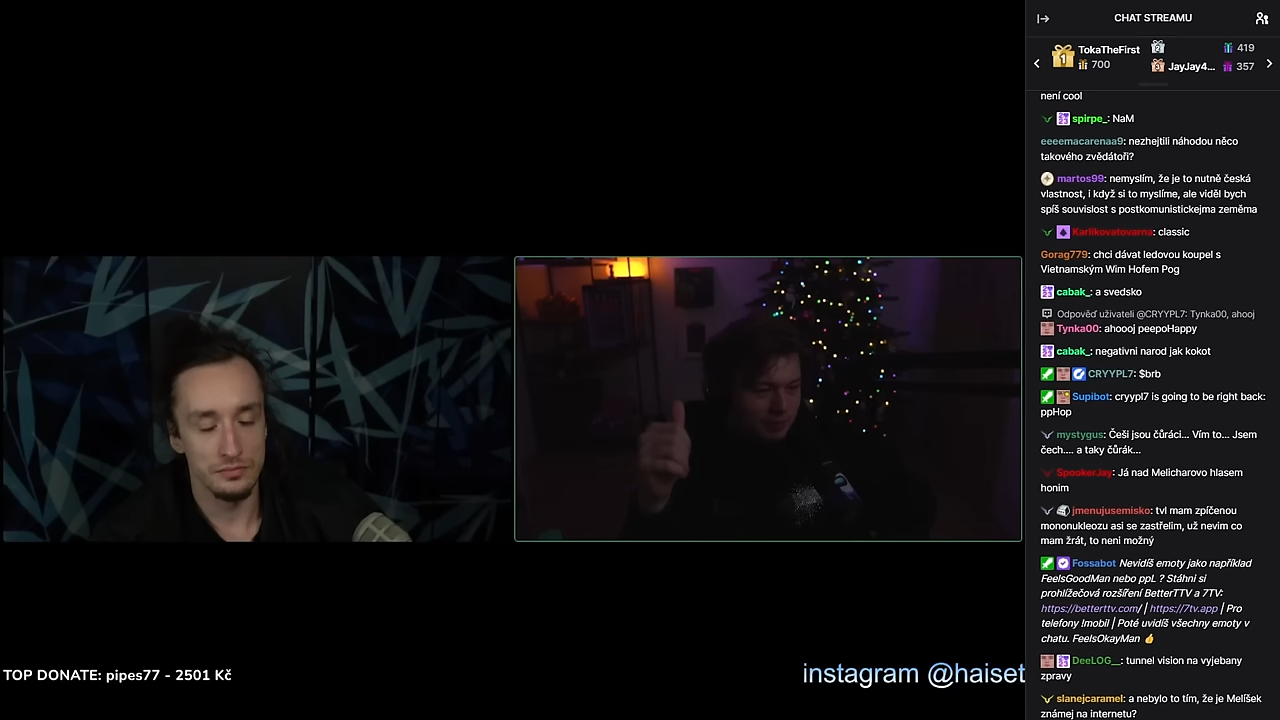 CHAT STREAMU
TokaTheFirst
700
419
JayJay4...
357
není cool
spirpe_: NaM
eeeemacarenaa9: nezhejtili náhodou něco
takového zvědátoři?
martos99: nemyslím, že je to nutně česká
vlastnost, i když si to myslíme, ale viděl bych
spíš souvislost s postkomunistickejma zeměma
Karlikovatovarna: classic
Gorag779: chci dávat ledovou koupel s
Vietnamským Wim Hofem Pog
cabak_: a svedsko
Odpověď uživateli @CRYYPL7: Tynka00, ahooj
Tynka00: ahoooj peepoHappy
cabak_: negativni narod jak kokot
CRYYPL7: $brb
Supibot: cryypl7 is going to be right back:
ppHop
mystygus: Češi jsou čůráci... Vím to... Jsem
čech.... a taky čůrák...
SpookerJay: Já nad Melicharovo hlasem
honim
jmenujusemisko: tvl mam zpíčenou
mononukleozu asi se zastřelim, už nevim co
mam žrát, to neni možný
Fossabot Nevidíš emoty jako například
FeelsGoodMan nebo ppL ? Stáhni si
prohlížečová rozšíření BetterTTV a 7TV:
https://betterttv.com/ | https://7tv.app | Pro
telefony !mobil | Poté uvidíš všechny emoty v
chatu. FeelsOkayMan 👍
DeeLOG__: tunnel vision na vyjebany
zpravy
slanejcaramel: a nebylo to tím, že je Melíšek
známej na internetu?
TOP DONATE: pipes77 - 2501 Kč
instagram @haiset